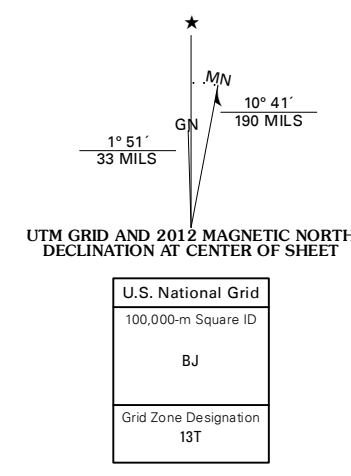 ★
MN
10° 41´
190 MILS
GN
1° 51´
33 MILS
UTM GRID AND 2012 MAGNETIC NORTH
DECLINATION AT CENTER OF SHEET
U.S. National Grid
100,000-m Square ID
BJ
Grid Zone Designation
13T